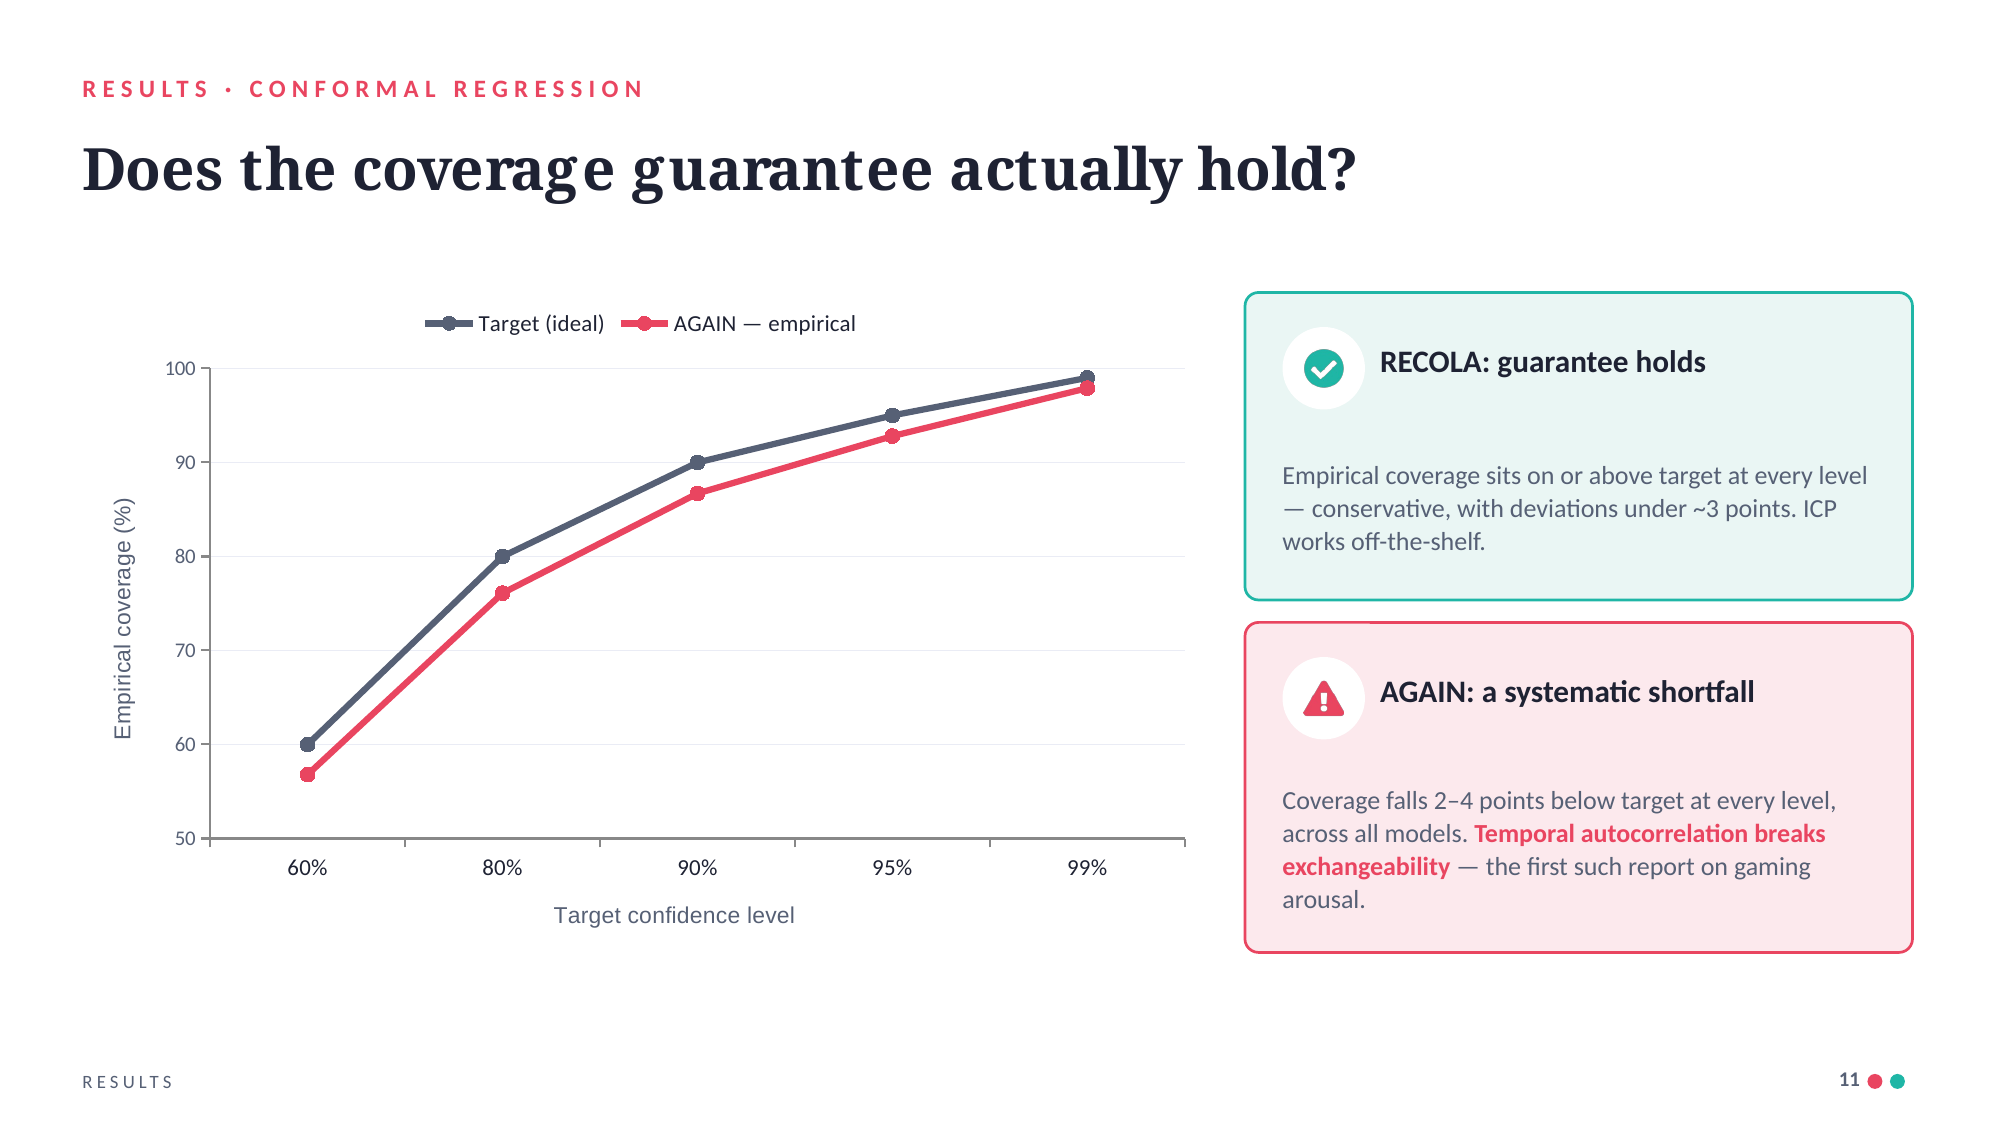 RESULTS · CONFORMAL REGRESSION
Does the coverage guarantee actually hold?
Target (ideal)
AGAIN — empirical
100
90
80
70
60
50
Empirical coverage (%)
60%
80%
90%
95%
99%
Target confidence level
RECOLA: guarantee holds
Empirical coverage sits on or above target at every level
— conservative, with deviations under ~3 points. ICP
works off-the-shelf.
AGAIN: a systematic shortfall
Coverage falls 2–4 points below target at every level,
across all models. Temporal autocorrelation breaks
exchangeability — the first such report on gaming
arousal.
RESULTS
11